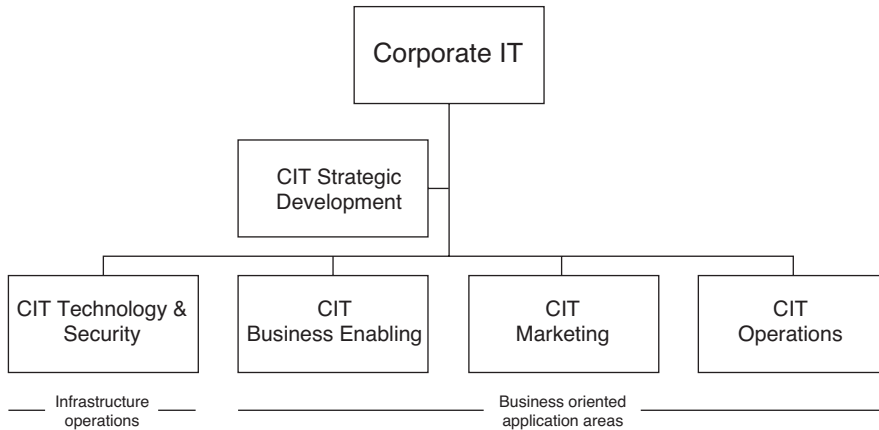 Corporate IT
CIT Strategic
Development
CIT Technology &
Security
CIT
Business Enabling
CIT
Marketing
CIT
Operations
Infrastructure
operations
Business oriented
application areas